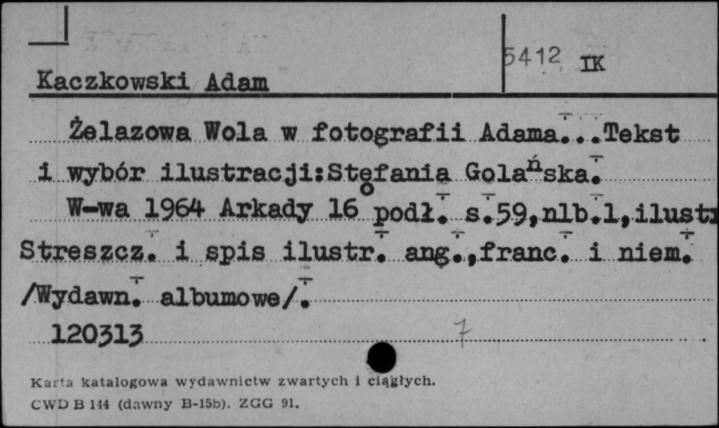 5412 IK
Kaczkowski Adam
Żelazowa Wola w fotografii Adama...Tekst
i wybór ilustracji:Stefania Golańska.
W-wa 1964 Arkady 16° podł. s.59,nlb.1,ilustr
Streszcz. i spis ilustr. ang.,franc. i niem.
/Wydawn. albumowe/.
120313 7
Karta katalogowa wydawnictw zwartych i ciągłych.
CWD B 144 (dawny B-15b). ZGG 91.